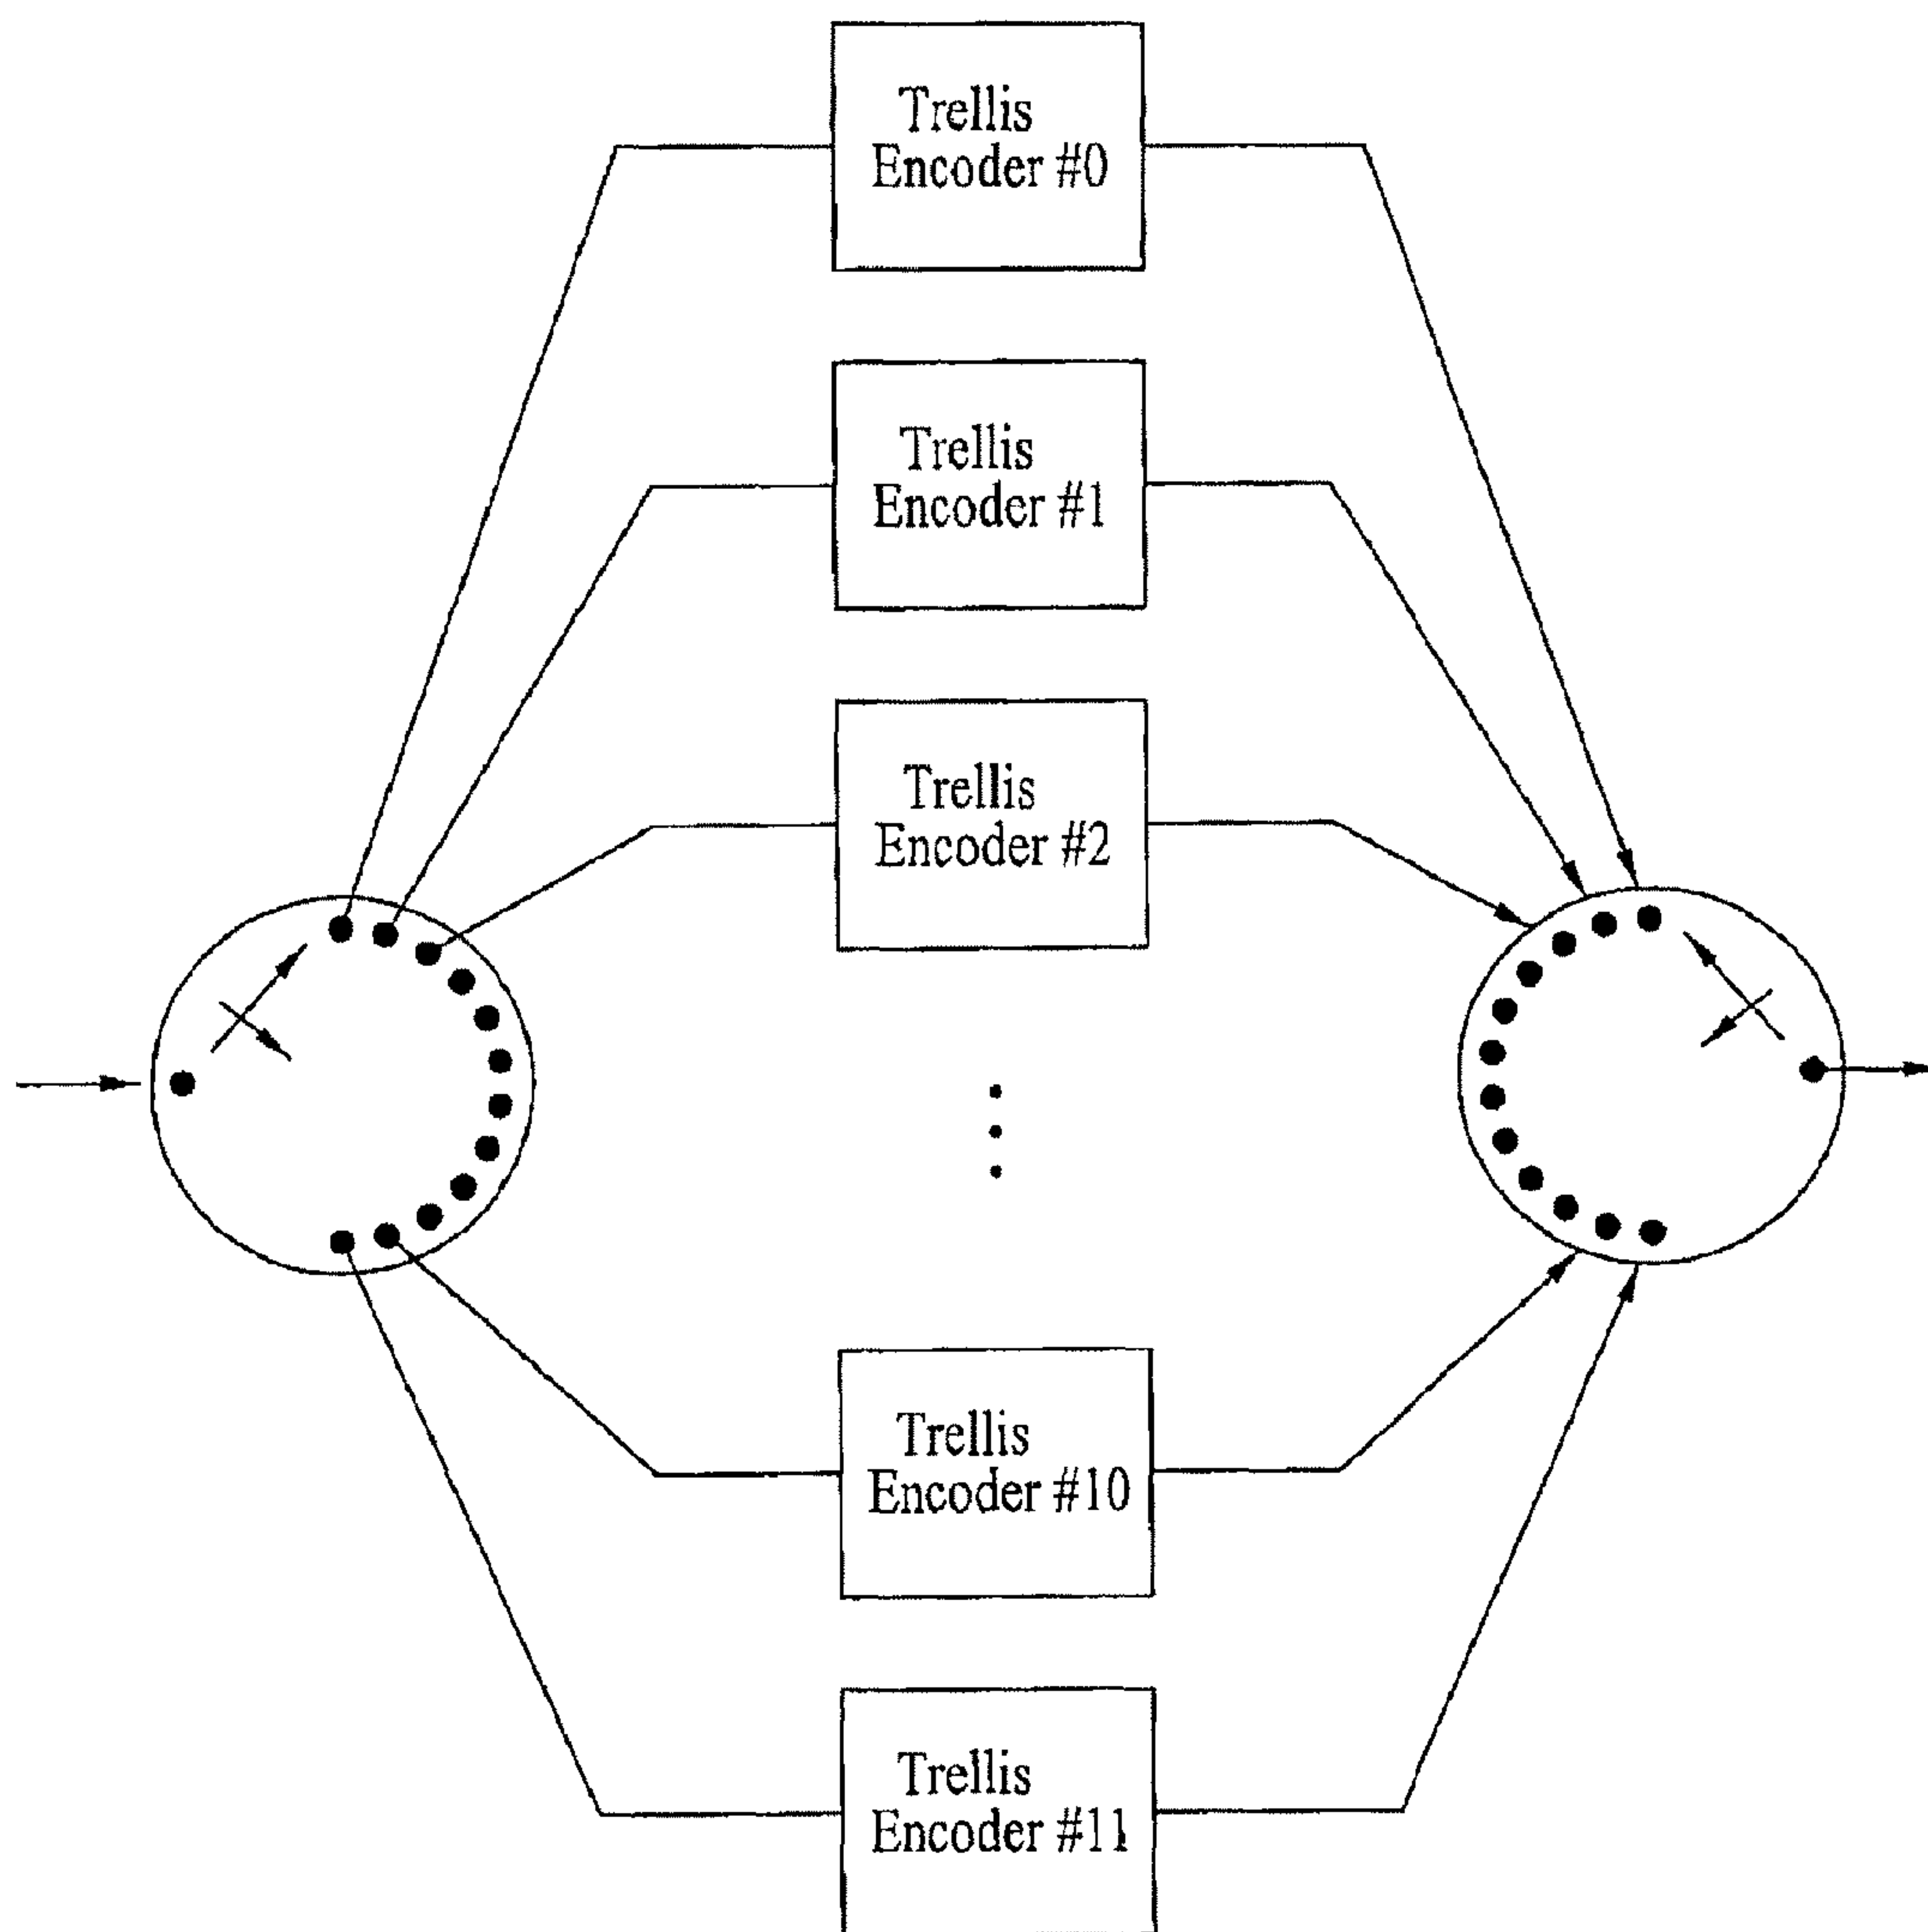 Trellis
Encoder #0
Trellis
Encoder #1
Trellis
Encoder #2
Trellis
Encoder #10
Trellis
Encoder #11